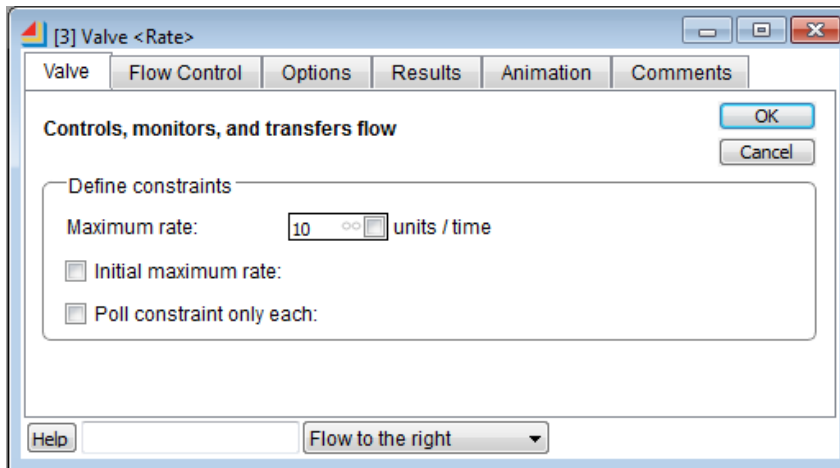 [3] Valve <Rate>
Valve Flow Control Options Results Animation Comments
Controls, monitors, and transfers flow
OK
Cancel
Define constraints
Maximum rate: 10 ∞ units / time
Initial maximum rate:
Poll constraint only each:
Help Flow to the right